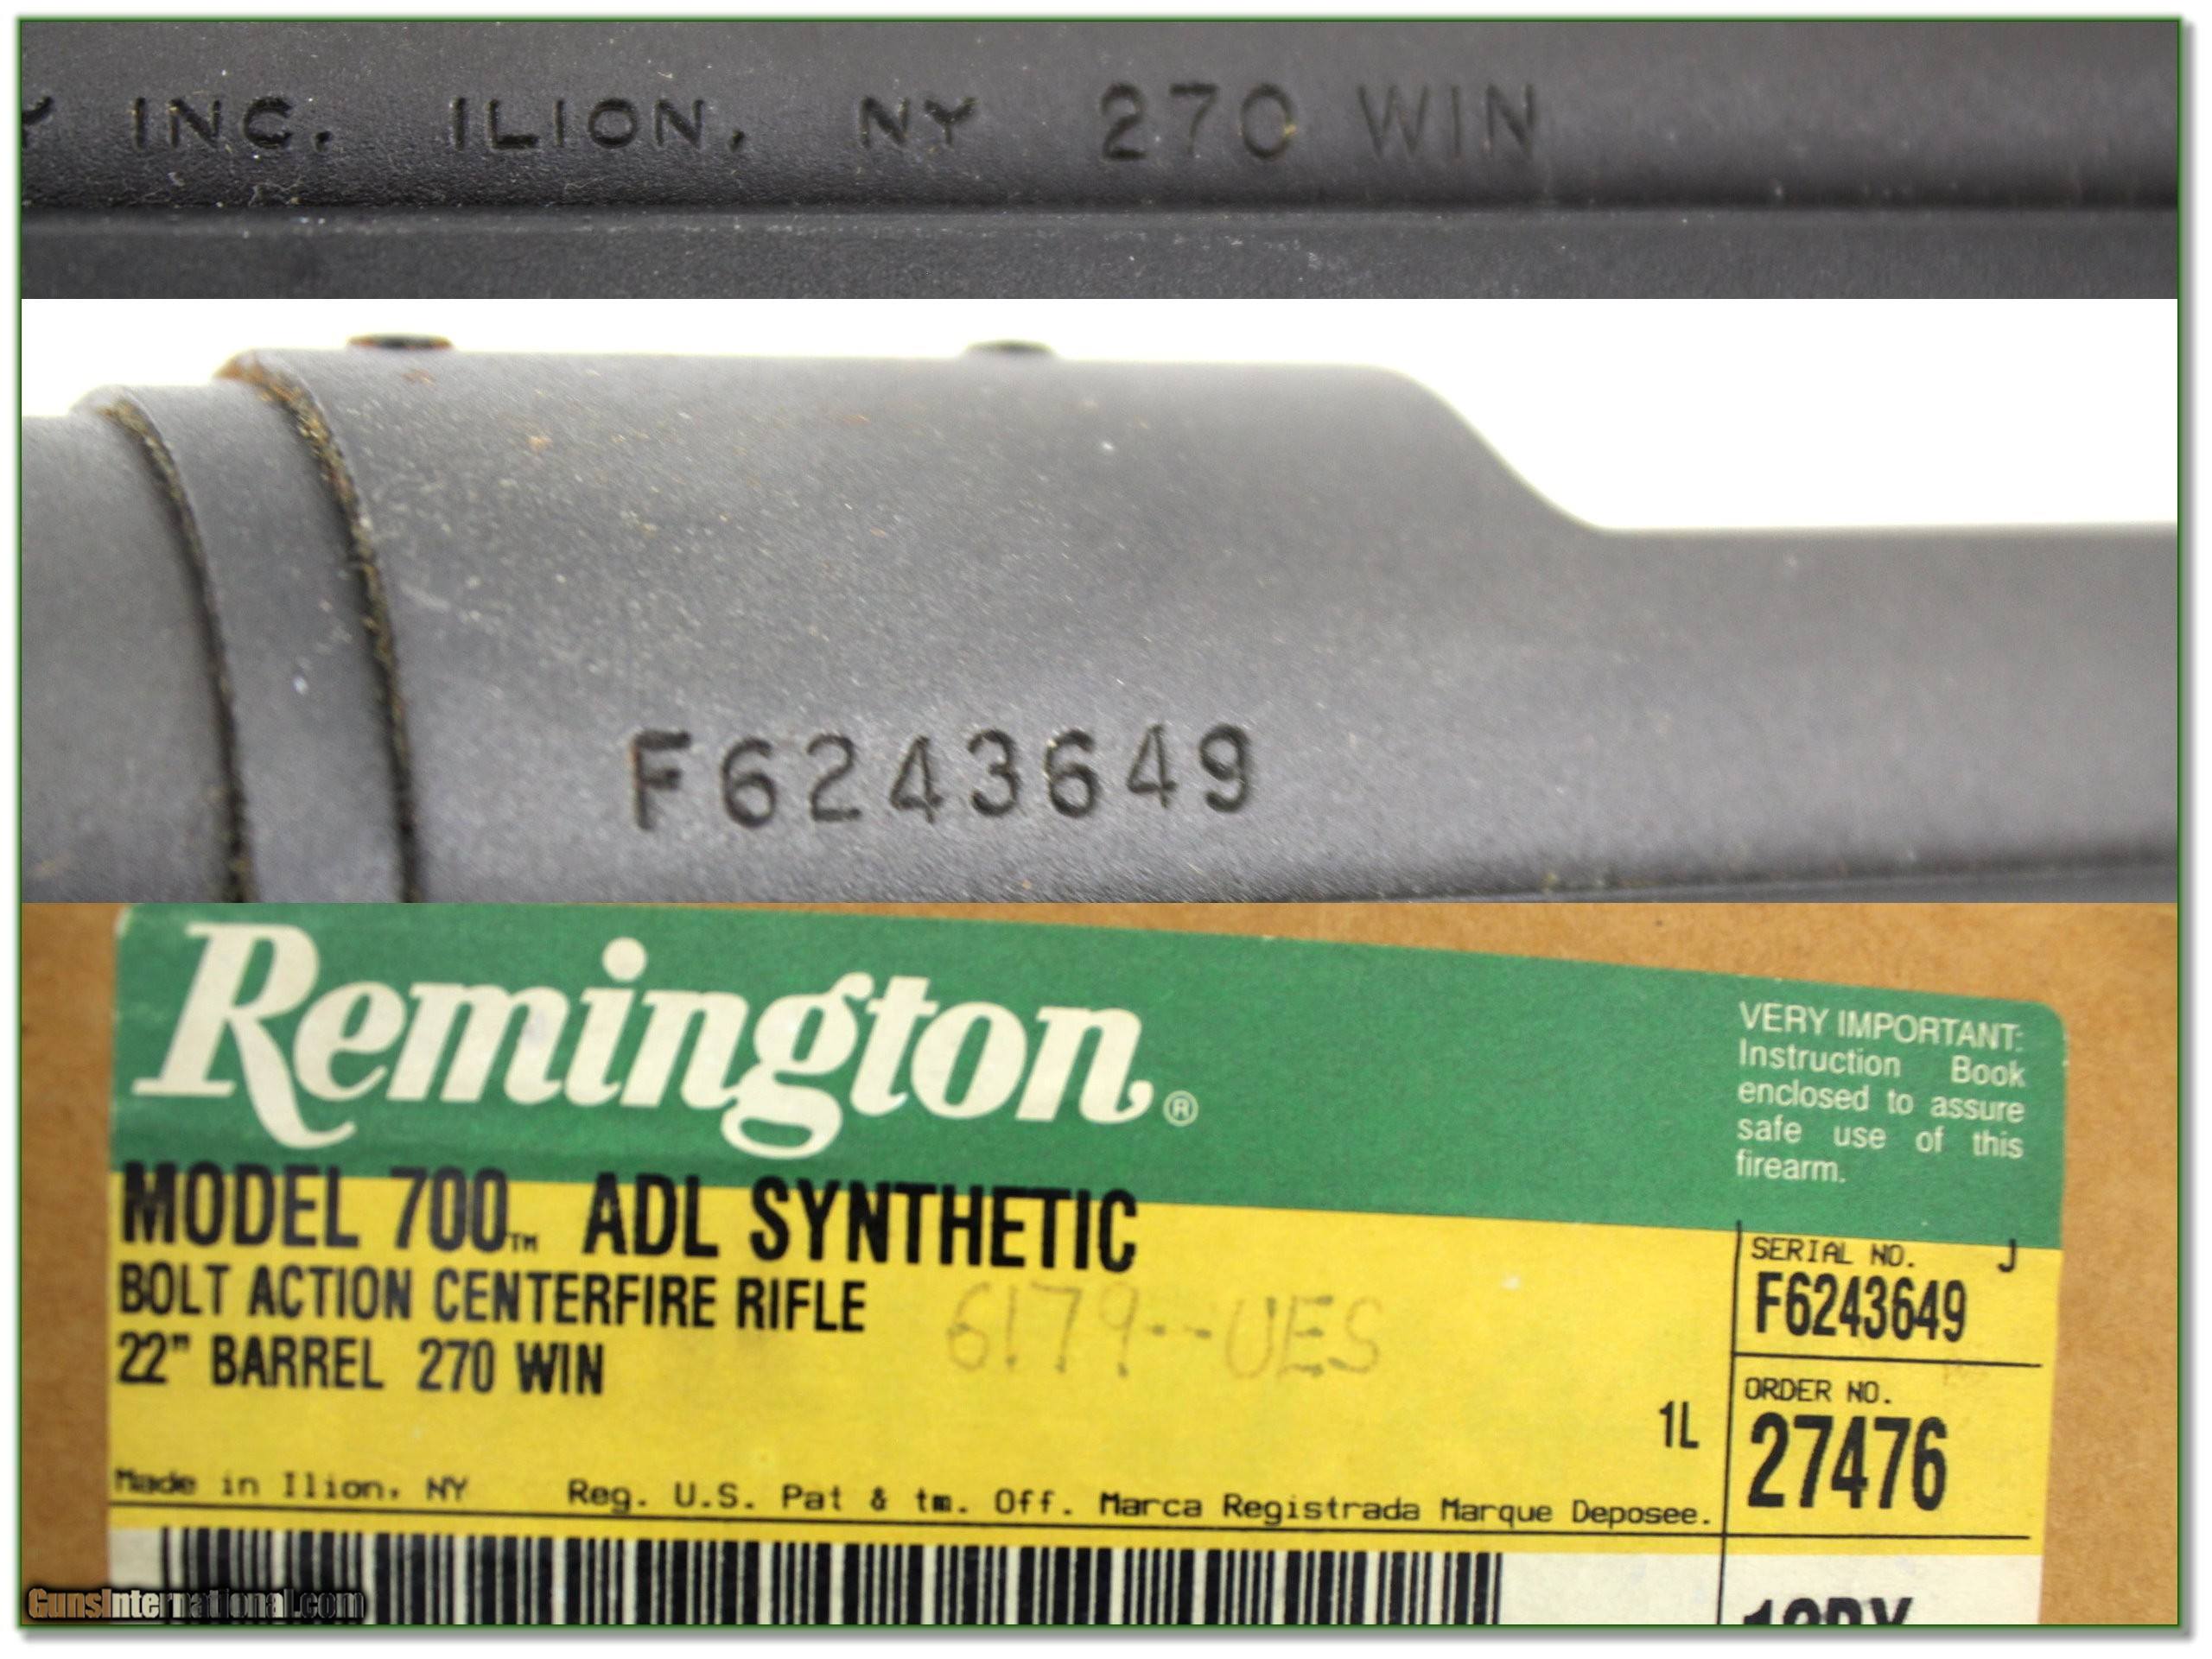 INC. ILION, NY 270 WIN
F6243649
Remington®
VERY IMPORTANT:
Instruction Book
enclosed to assure
safe use of this
firearm.
MODEL 700™ ADL SYNTHETIC
BOLT ACTION CENTERFIRE RIFLE
22" BARREL 270 WIN
6179--UES
SERIAL NO. J
F6243649
1L
ORDER NO.
27476
Made in Ilion, NY Reg. U.S. Pat & tm. Off. Marca Registrada Marque Deposee.
GunsInternational.com